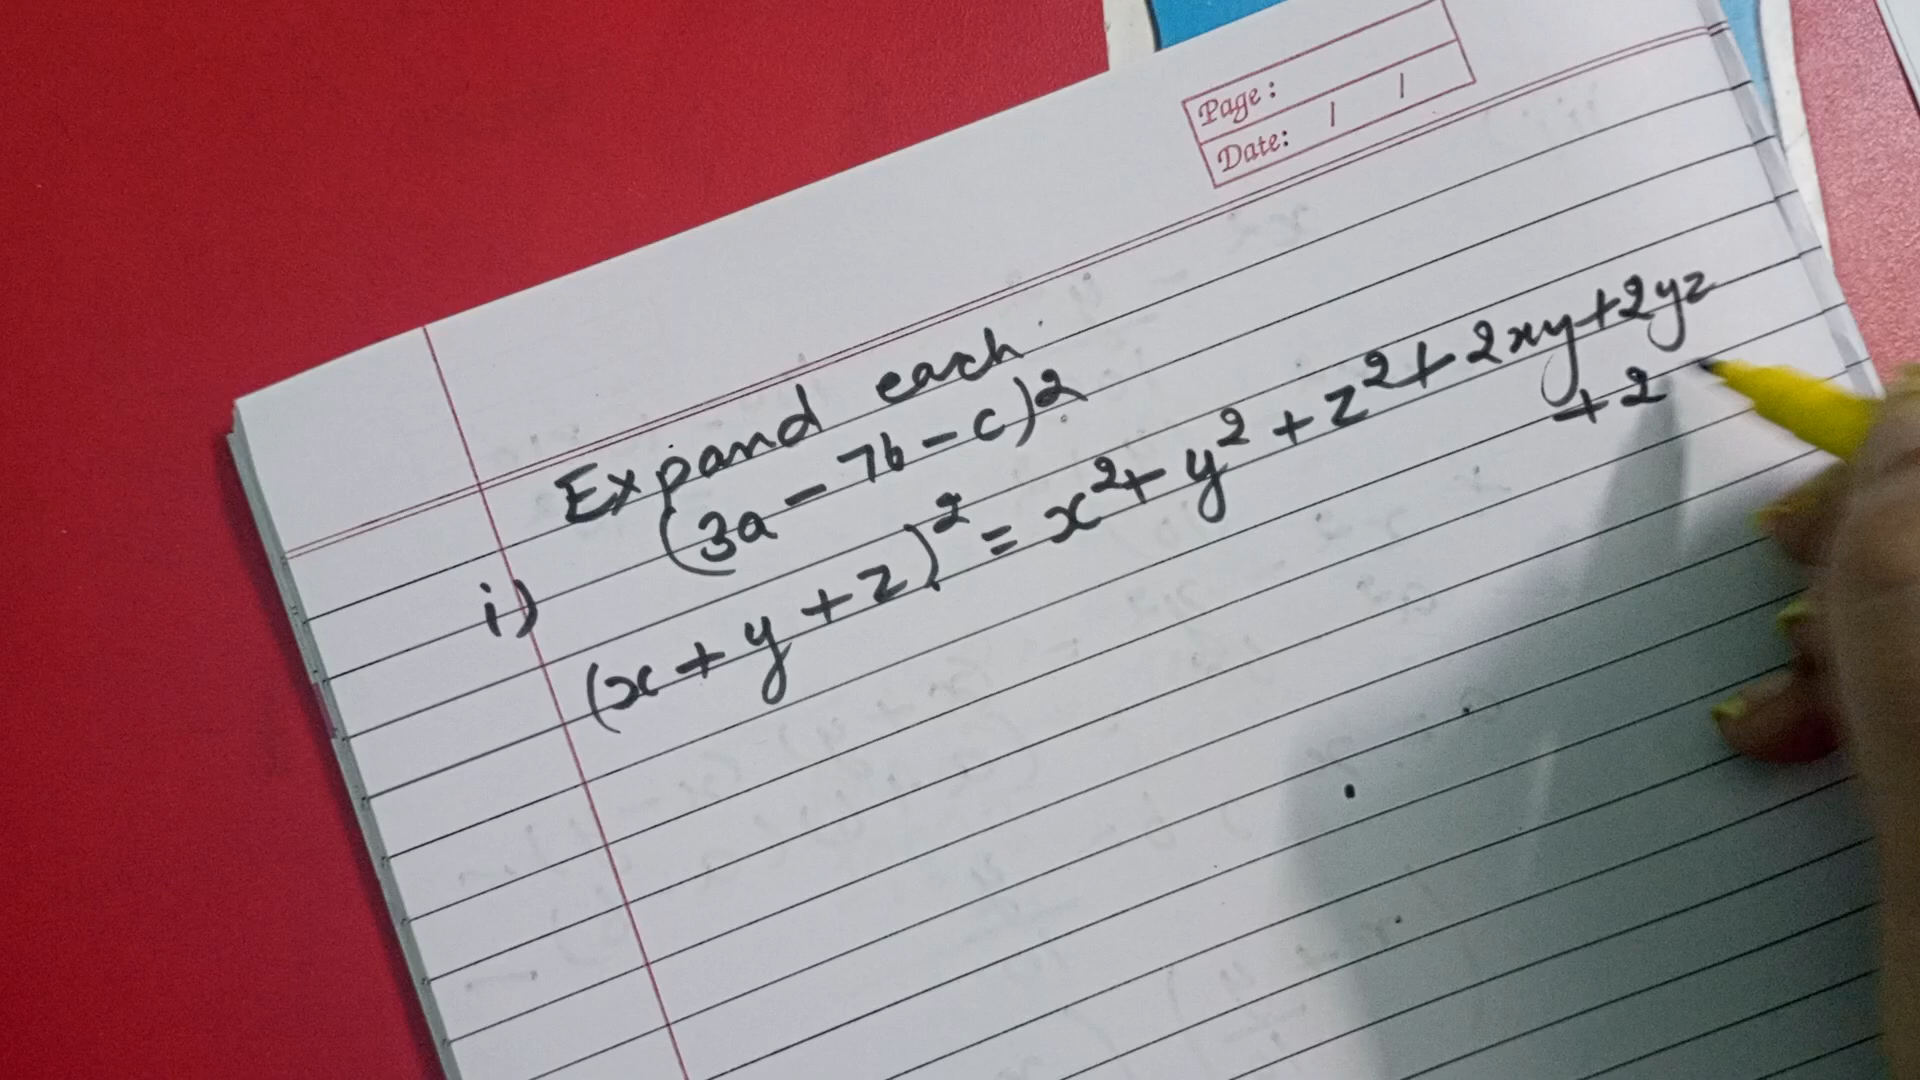 Page:
Date: / /
Expand each.
i) (3a - 7b - c)²
(x + y + z)² = x² + y² + z² + 2xy + 2yz
+ 2